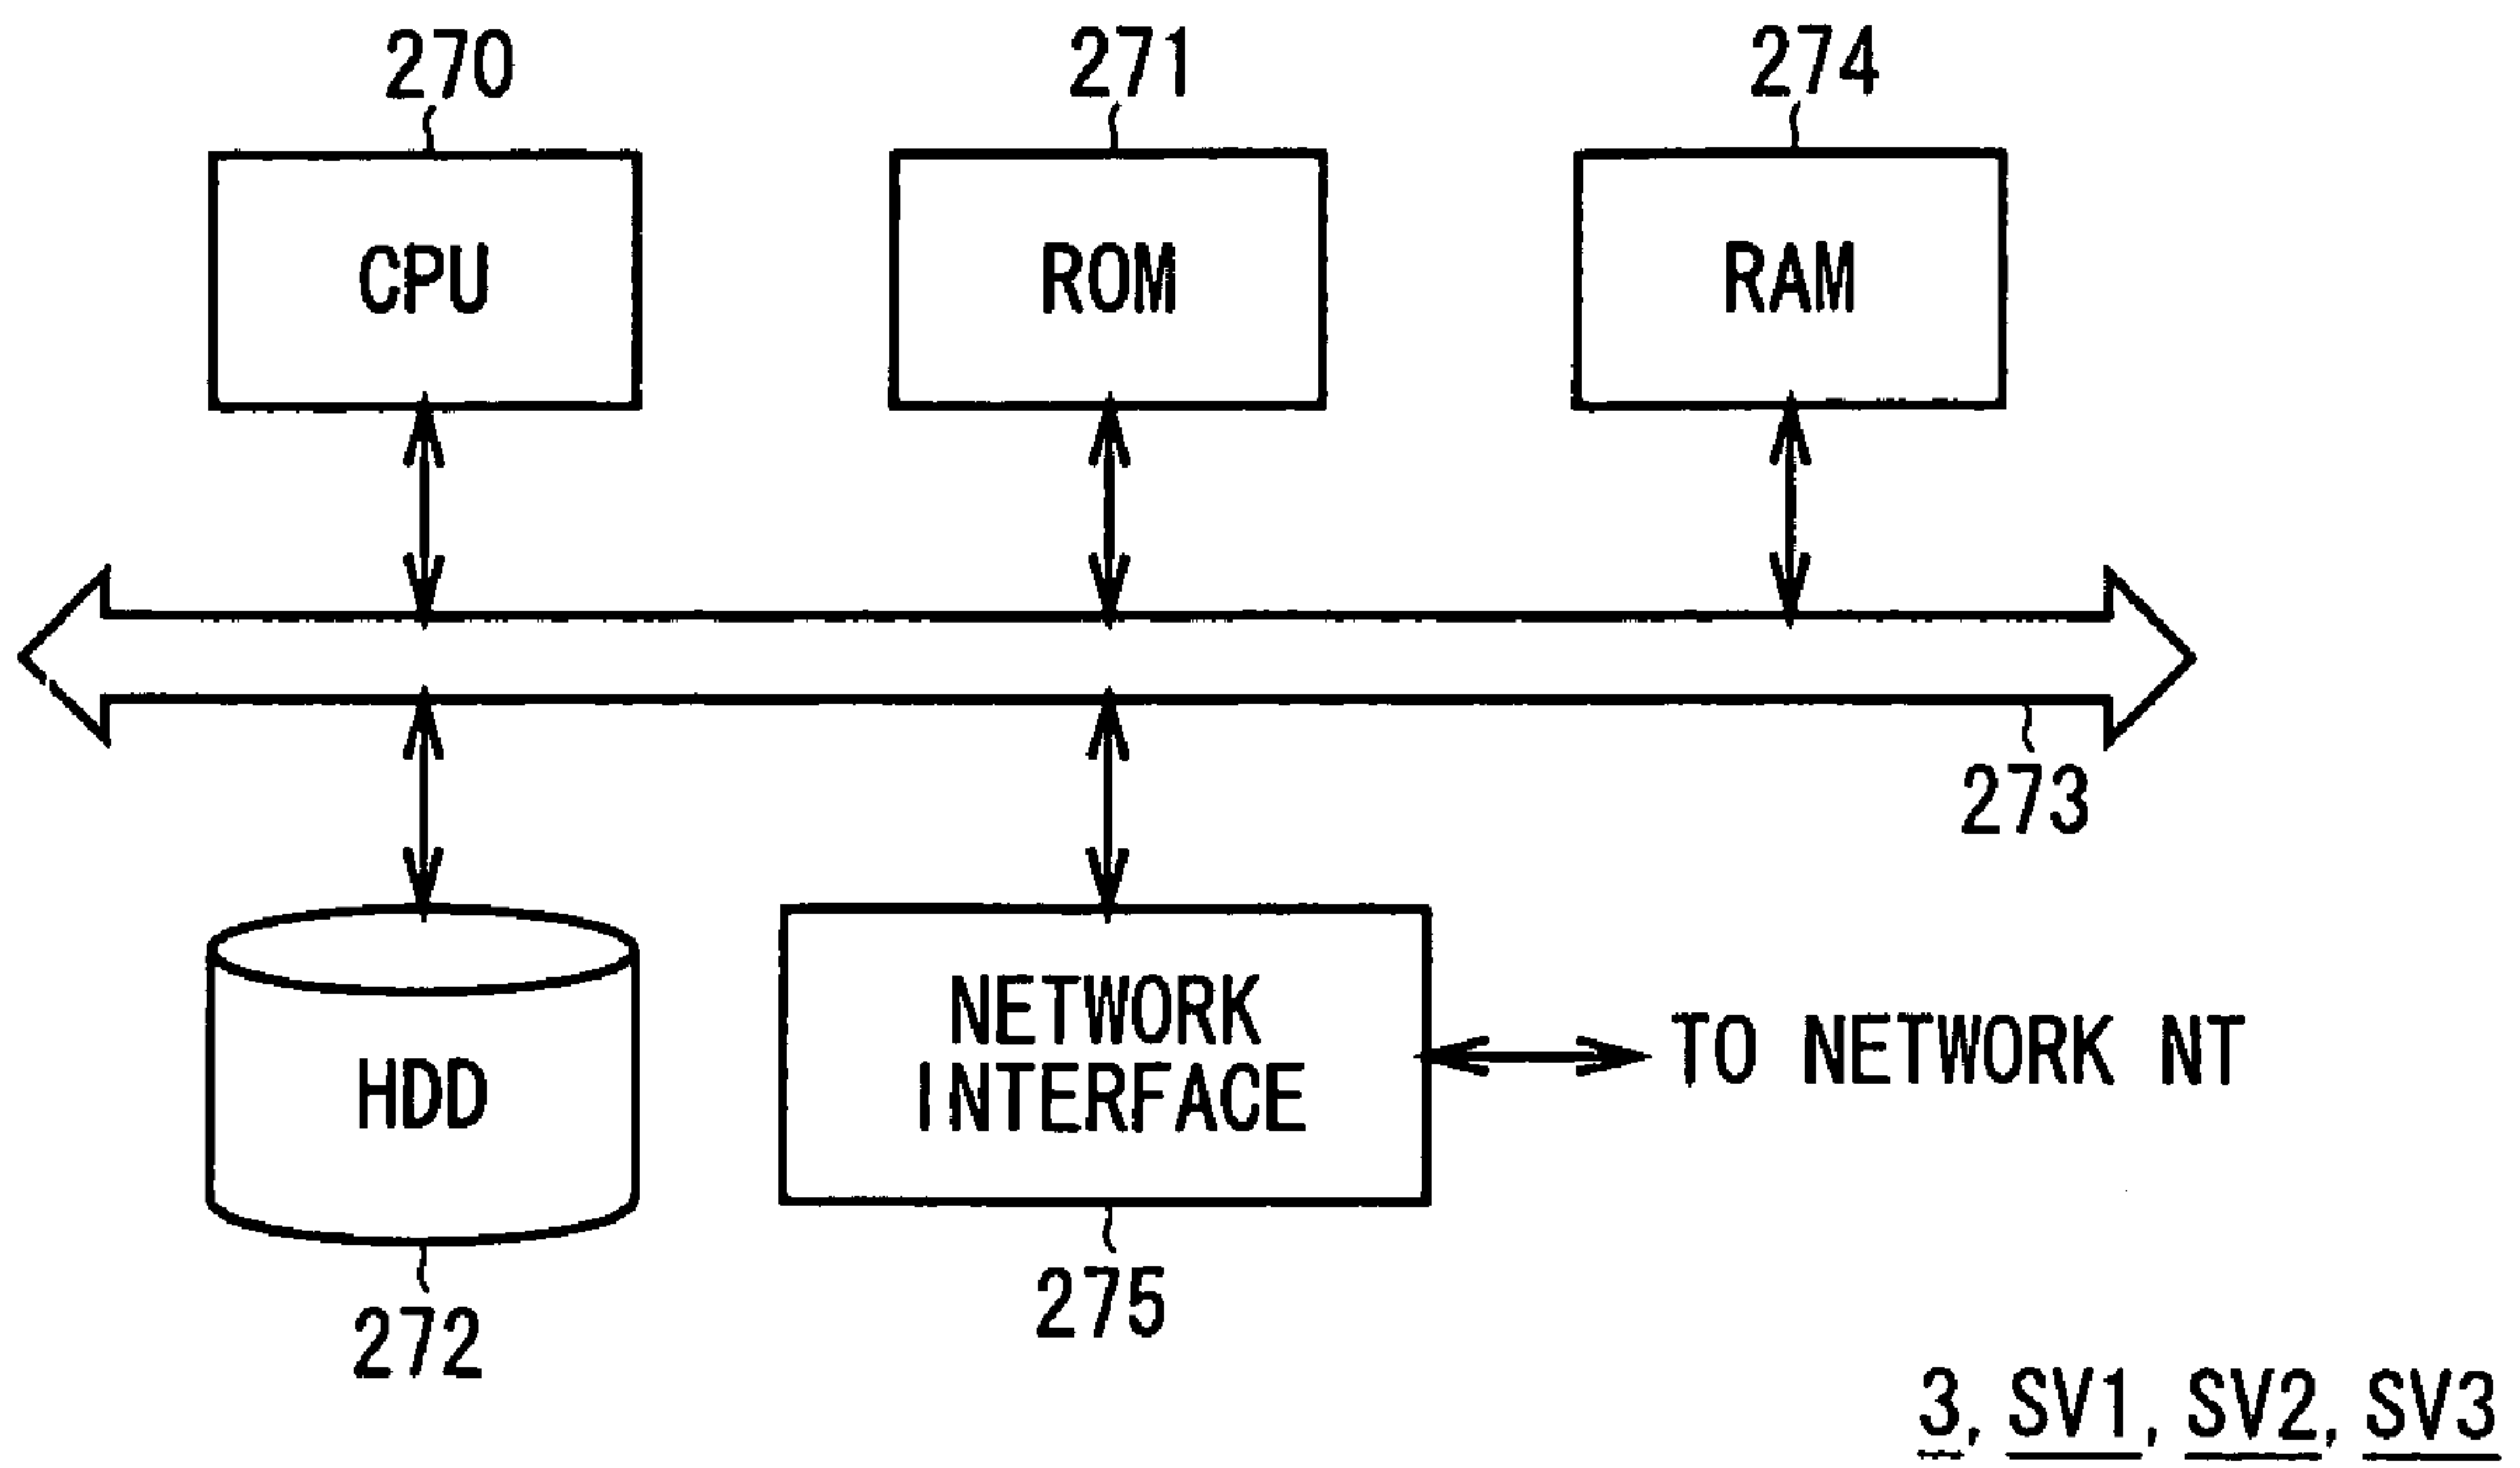 270
271
274
CPU
ROM
RAM
273
HDD
NETWORK
INTERFACE
TO NETWORK NT
272
275
3, SV1, SV2, SV3